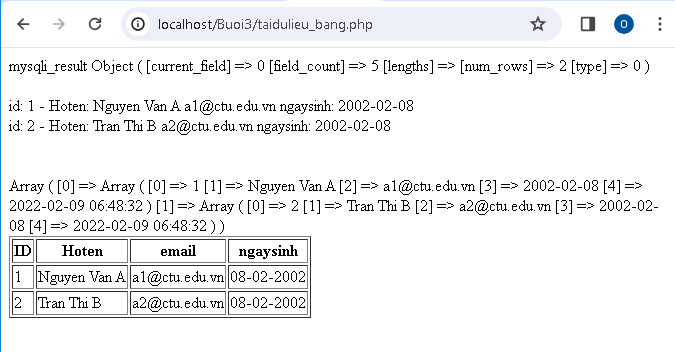 localhost/Buoi3/taidulieu_bang.php
O
mysqli_result Object ( [current_field] => 0 [field_count] => 5 [lengths] => [num_rows] => 2 [type] => 0 )
id: 1 - Hoten: Nguyen Van A a1@ctu.edu.vn ngaysinh: 2002-02-08
id: 2 - Hoten: Tran Thi B a2@ctu.edu.vn ngaysinh: 2002-02-08
Array ( [0] => Array ( [0] => 1 [1] => Nguyen Van A [2] => a1@ctu.edu.vn [3] => 2002-02-08 [4] =>
2022-02-09 06:48:32 ) [1] => Array ( [0] => 2 [1] => Tran Thi B [2] => a2@ctu.edu.vn [3] => 2002-02-
08 [4] => 2022-02-09 06:48:32 ) )
ID Hoten email ngaysinh
1 Nguyen Van A a1@ctu.edu.vn 08-02-2002
2 Tran Thi B a2@ctu.edu.vn 08-02-2002